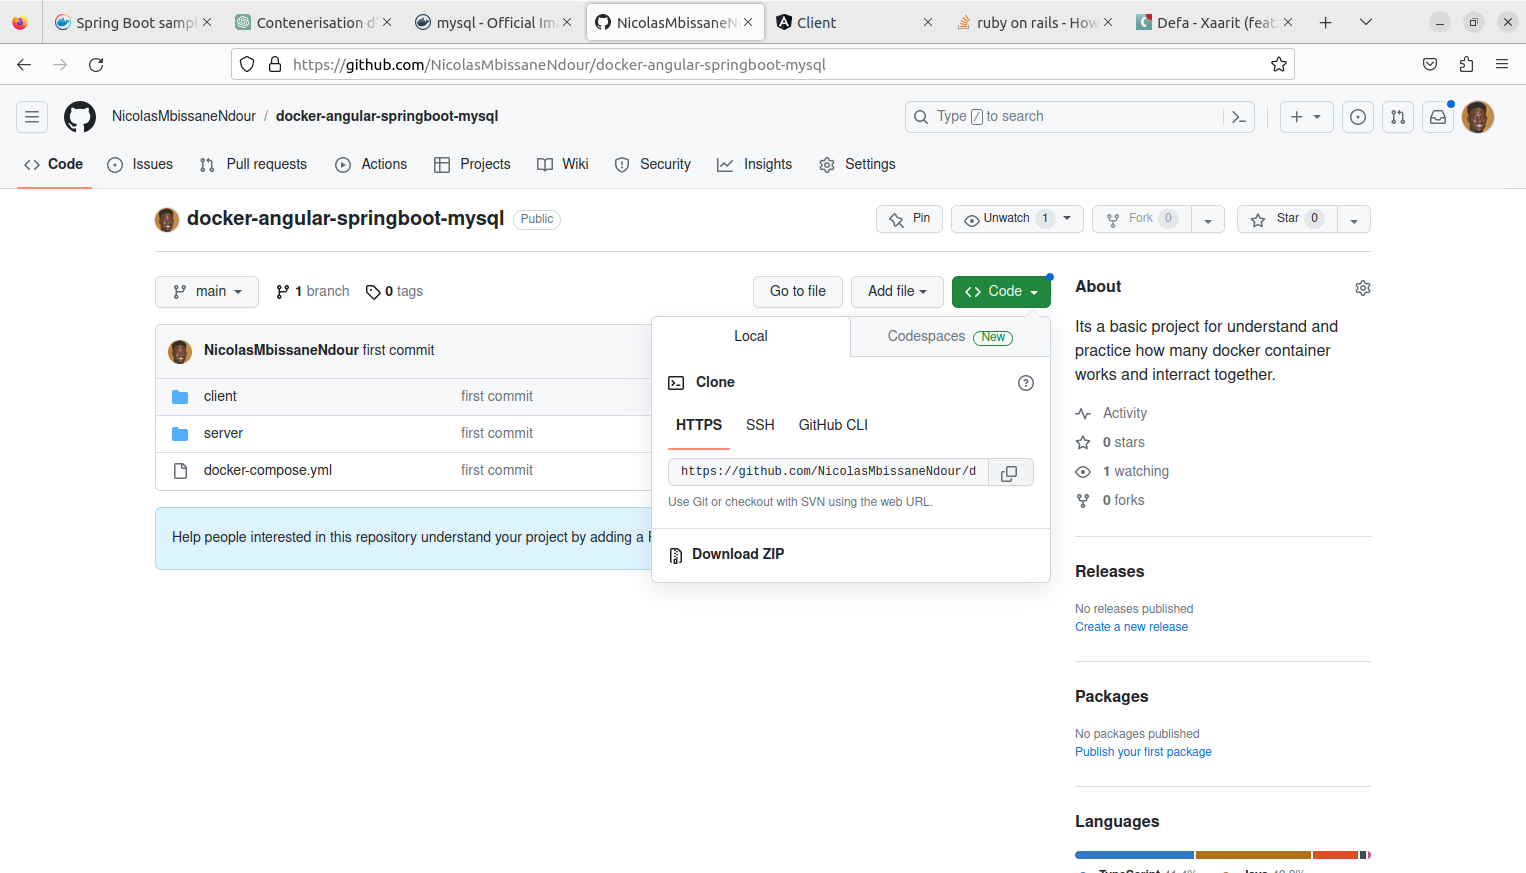 Spring Boot sampl
Contenerisation d'
mysql - Official Im
NicolasMbissaneN
Client
ruby on rails - How
Defa - Xaarit (feat.
https://github.com/NicolasMbissaneNdour/docker-angular-springboot-mysql
NicolasMbissaneNdour / docker-angular-springboot-mysql
Type / to search
Code
Issues
Pull requests
Actions
Projects
Wiki
Security
Insights
Settings
docker-angular-springboot-mysql Public
Pin
Unwatch 1
Fork 0
Star 0
main
1 branch
0 tags
Go to file
Add file
Code
NicolasMbissaneNdour first commit
client first commit
server first commit
docker-compose.yml first commit
Help people interested in this repository understand your project by adding a
Local
Codespaces New
Clone
HTTPS SSH GitHub CLI
https://github.com/NicolasMbissaneNdour/d
Use Git or checkout with SVN using the web URL.
Download ZIP
About
Its a basic project for understand and
practice how many docker container
works and interract together.
Activity
0 stars
1 watching
0 forks
Releases
No releases published
Create a new release
Packages
No packages published
Publish your first package
Languages